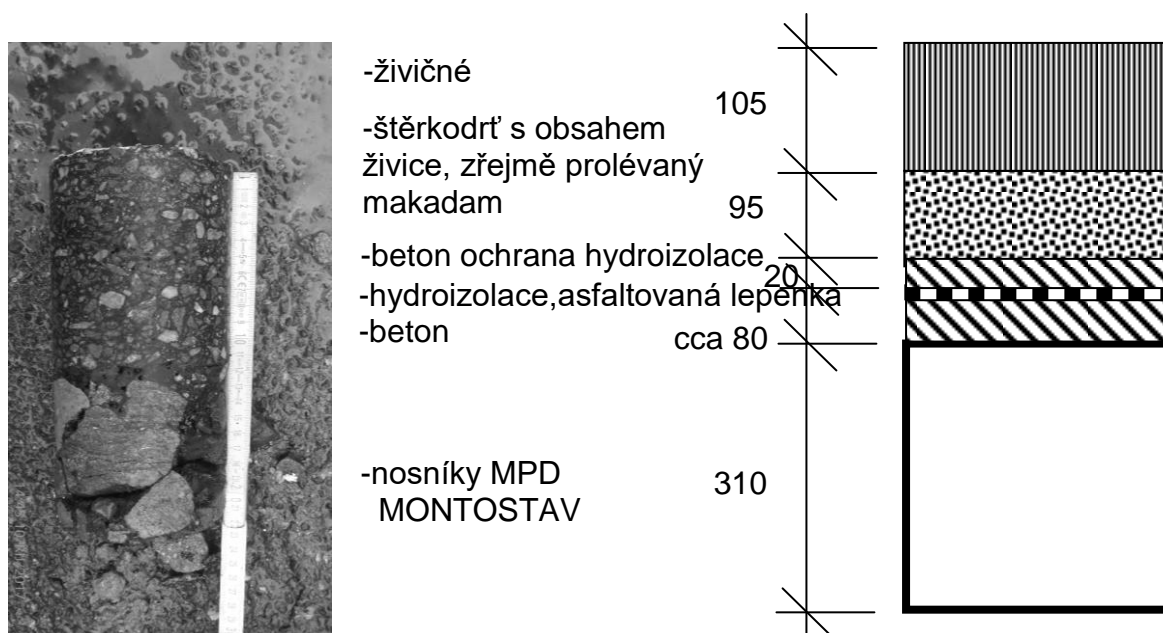 -živičné
105
-štěrkodrť s obsahem
živice, zřejmě prolévaný
makadam
95
-beton ochrana hydroizolace
20
-hydroizolace,asfaltovaná lepenka
-beton
cca 80
-nosníky MPD
MONTOSTAV
310